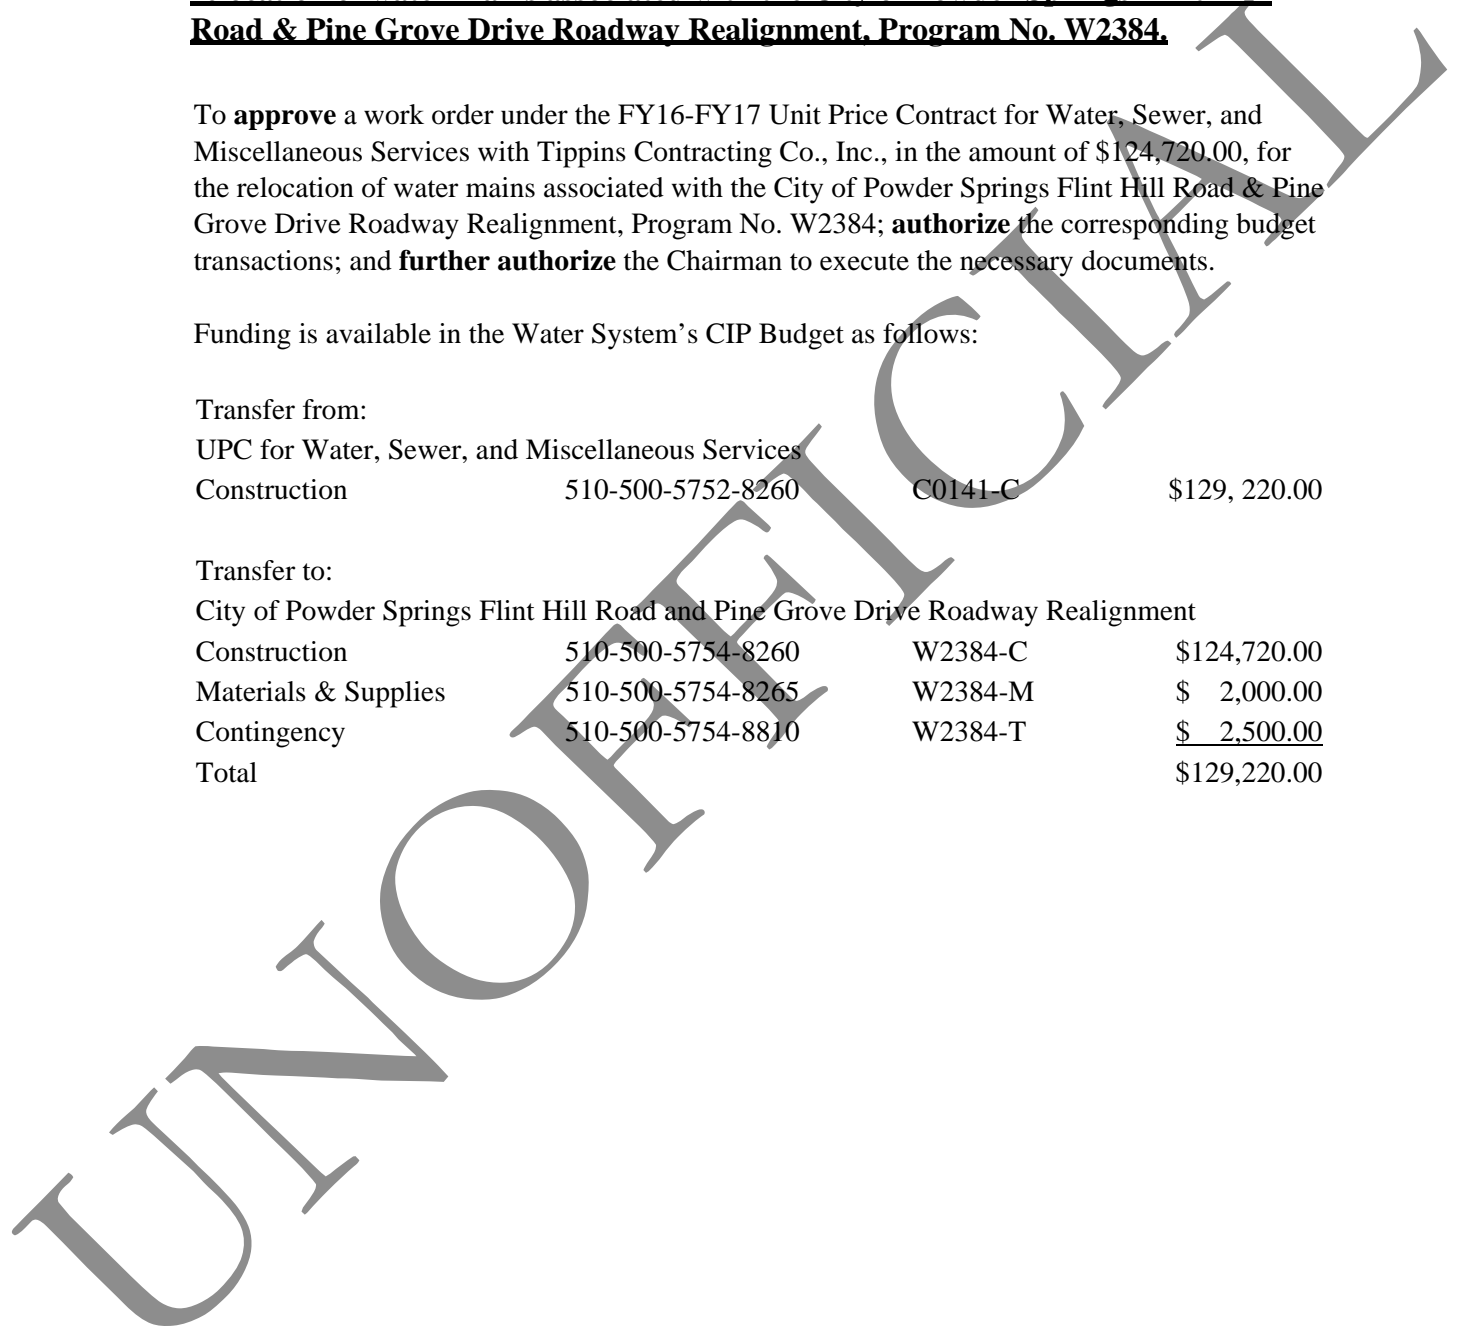 Road & Pine Grove Drive Roadway Realignment, Program No. W2384.
To approve a work order under the FY16-FY17 Unit Price Contract for Water, Sewer, and
Miscellaneous Services with Tippins Contracting Co., Inc., in the amount of $124,720.00, for
the relocation of water mains associated with the City of Powder Springs Flint Hill Road & Pine
Grove Drive Roadway Realignment, Program No. W2384; authorize the corresponding budget
transactions; and further authorize the Chairman to execute the necessary documents.
Funding is available in the Water System’s CIP Budget as follows:
Transfer from:
UPC for Water, Sewer, and Miscellaneous Services
Construction 510-500-5752-8260 C0141-C $129, 220.00
Transfer to:
City of Powder Springs Flint Hill Road and Pine Grove Drive Roadway Realignment
Construction 510-500-5754-8260 W2384-C $124,720.00
Materials & Supplies 510-500-5754-8265 W2384-M $ 2,000.00
Contingency 510-500-5754-8810 W2384-T $ 2,500.00
Total $129,220.00
UNOFFICIAL